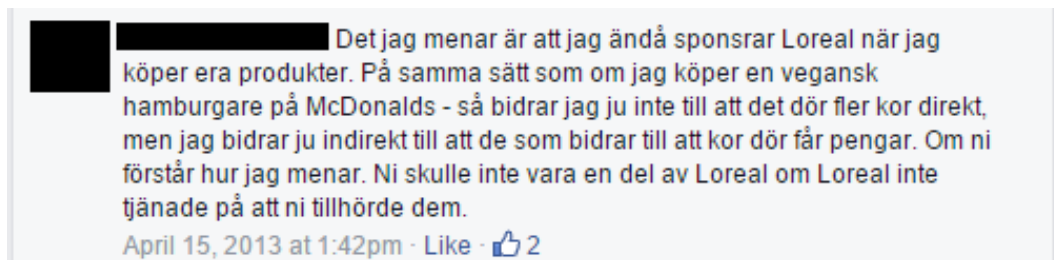 Det jag menar är att jag ändå sponsrar Loreal när jag
köper era produkter. På samma sätt som om jag köper en vegansk
hamburgare på McDonalds - så bidrar jag ju inte till att det dör fler kor direkt,
men jag bidrar ju indirekt till att de som bidrar till att kor dör får pengar. Om ni
förstår hur jag menar. Ni skulle inte vara en del av Loreal om Loreal inte
tjänade på att ni tillhörde dem.
April 15, 2013 at 1:42pm · Like · 2